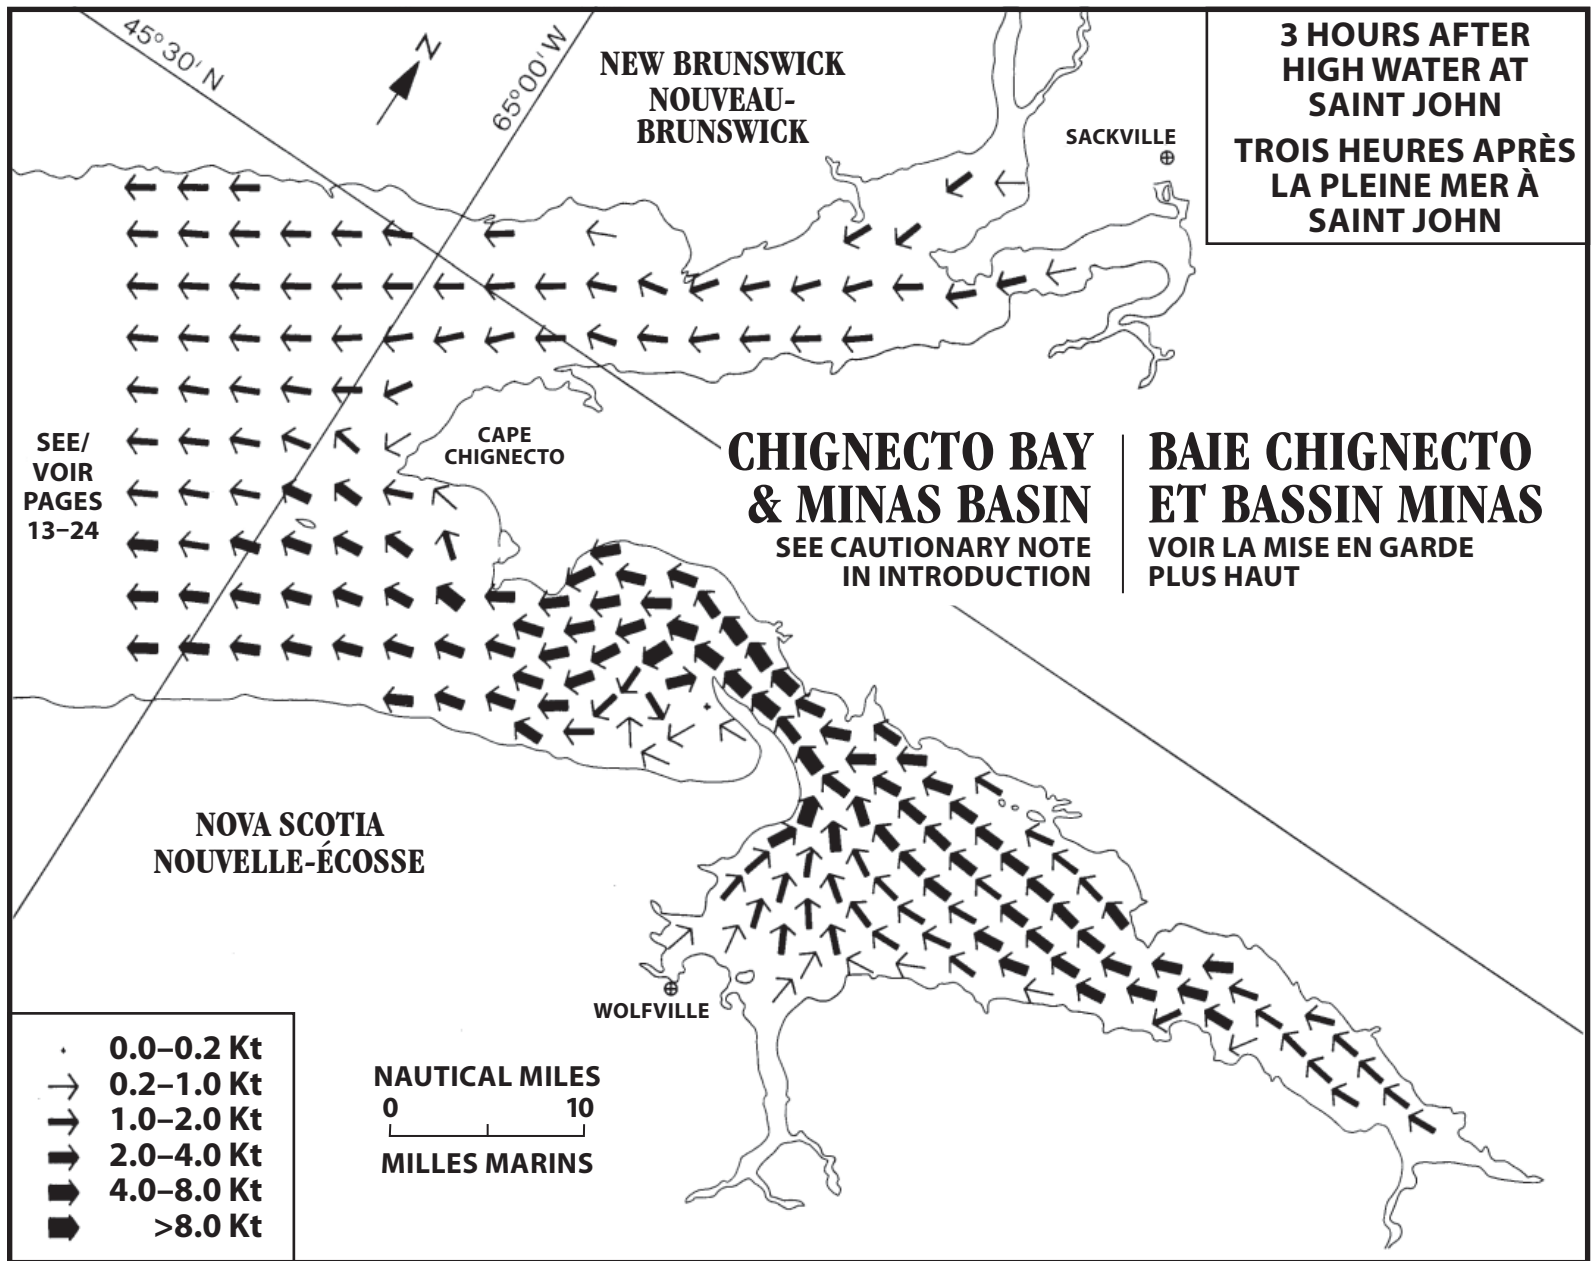 45°30' N
N
65°00' W
NEW BRUNSWICK
NOUVEAU-
BRUNSWICK
SACKVILLE
3 HOURS AFTER
HIGH WATER AT
SAINT JOHN
TROIS HEURES APRÈS
LA PLEINE MER À
SAINT JOHN
SEE/
VOIR
PAGES
13–24
CAPE
CHIGNECTO
CHIGNECTO BAY
& MINAS BASIN
SEE CAUTIONARY NOTE
IN INTRODUCTION
BAIE CHIGNECTO
ET BASSIN MINAS
VOIR LA MISE EN GARDE
PLUS HAUT
NOVA SCOTIA
NOUVELLE-ÉCOSSE
WOLFVILLE
0.0–0.2 Kt
0.2–1.0 Kt
1.0–2.0 Kt
2.0–4.0 Kt
4.0–8.0 Kt
>8.0 Kt
NAUTICAL MILES
0 10
MILLES MARINS